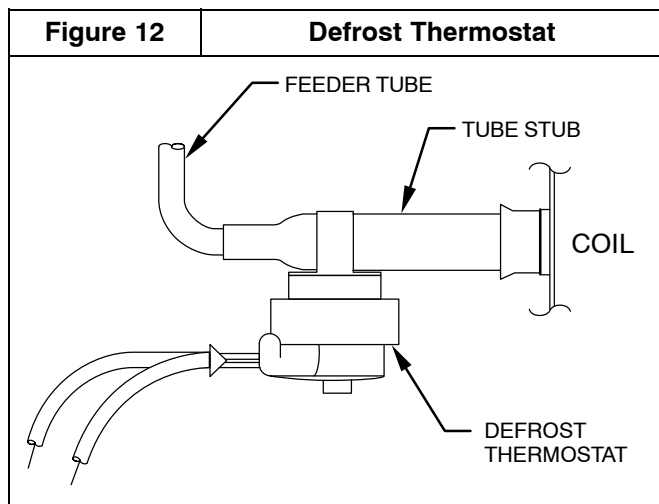 Figure 12
Defrost Thermostat
FEEDER TUBE
TUBE STUB
COIL
DEFROST
THERMOSTAT